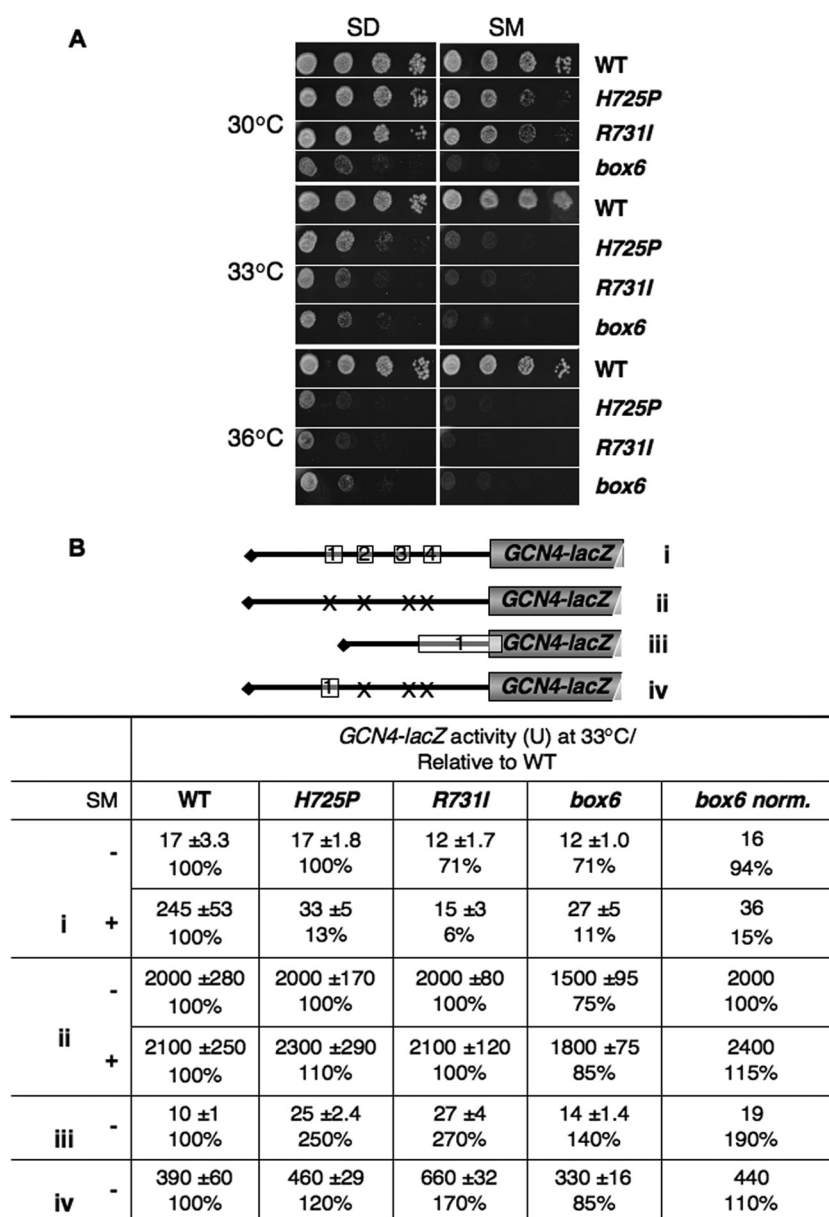 A
SD SM
30°C
WT
H725P
R731I
box6
33°C
WT
H725P
R731I
box6
36°C
WT
H725P
R731I
box6
B
1 2 3 4 GCN4-lacZ i
X X X X GCN4-lacZ ii
1 GCN4-lacZ iii
1 X X X GCN4-lacZ iv
GCN4-lacZ activity (U) at 33°C/
Relative to WT
SM WT H725P R731I box6 box6 norm.
- 17 ±3.3 17 ±1.8 12 ±1.7 12 ±1.0 16
100% 100% 71% 71% 94%
i + 245 ±53 33 ±5 15 ±3 27 ±5 36
100% 13% 6% 11% 15%
ii - 2000 ±280 2000 ±170 2000 ±80 1500 ±95 2000
100% 100% 100% 75% 100%
+ 2100 ±250 2300 ±290 2100 ±120 1800 ±75 2400
100% 110% 100% 85% 115%
iii - 10 ±1 25 ±2.4 27 ±4 14 ±1.4 19
100% 250% 270% 140% 190%
iv - 390 ±60 460 ±29 660 ±32 330 ±16 440
100% 120% 170% 85% 110%